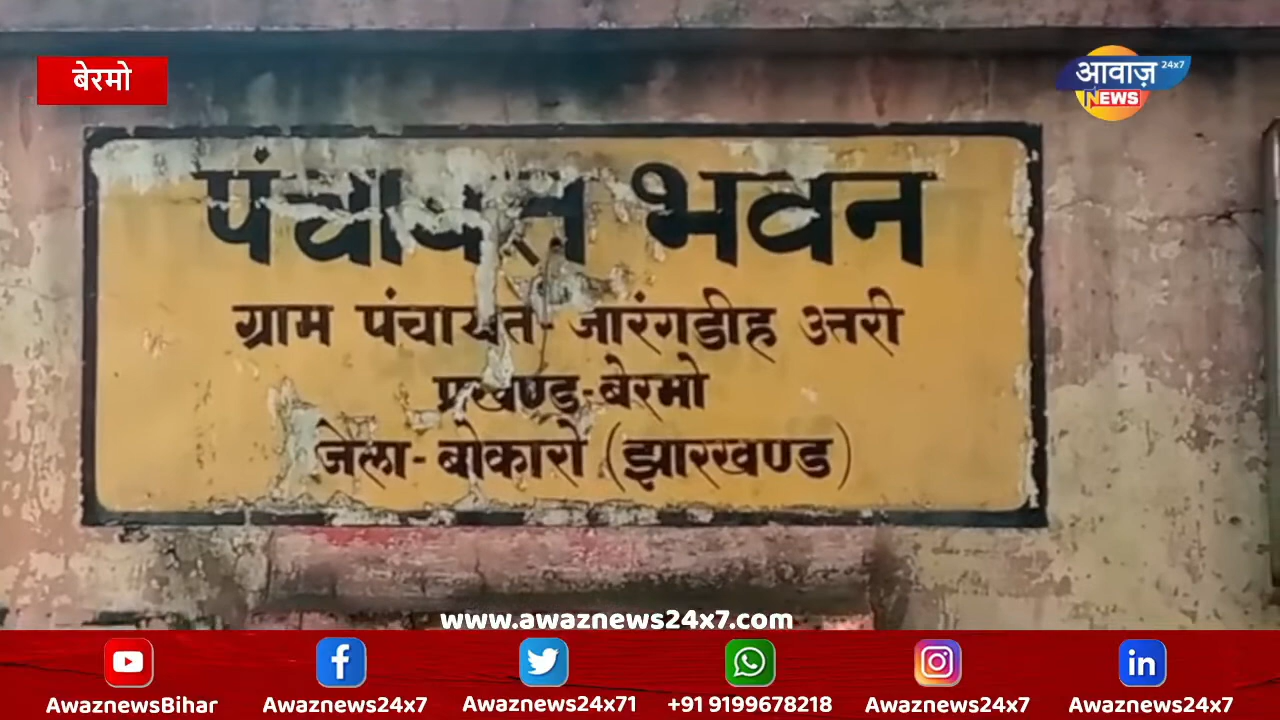 बेरमो
आवाज़ 24x7
NEWS
पंचायत भवन
ग्राम पंचायत- जारंगडीह उत्तरी
प्रखण्ड-बेरमो
जिला-बोकारो (झारखण्ड)
www.awaznews24x7.com
AwaznewsBihar Awaznews24x7 Awaznews24x71 +91 9199678218 Awaznews24x7 Awaznews24x7